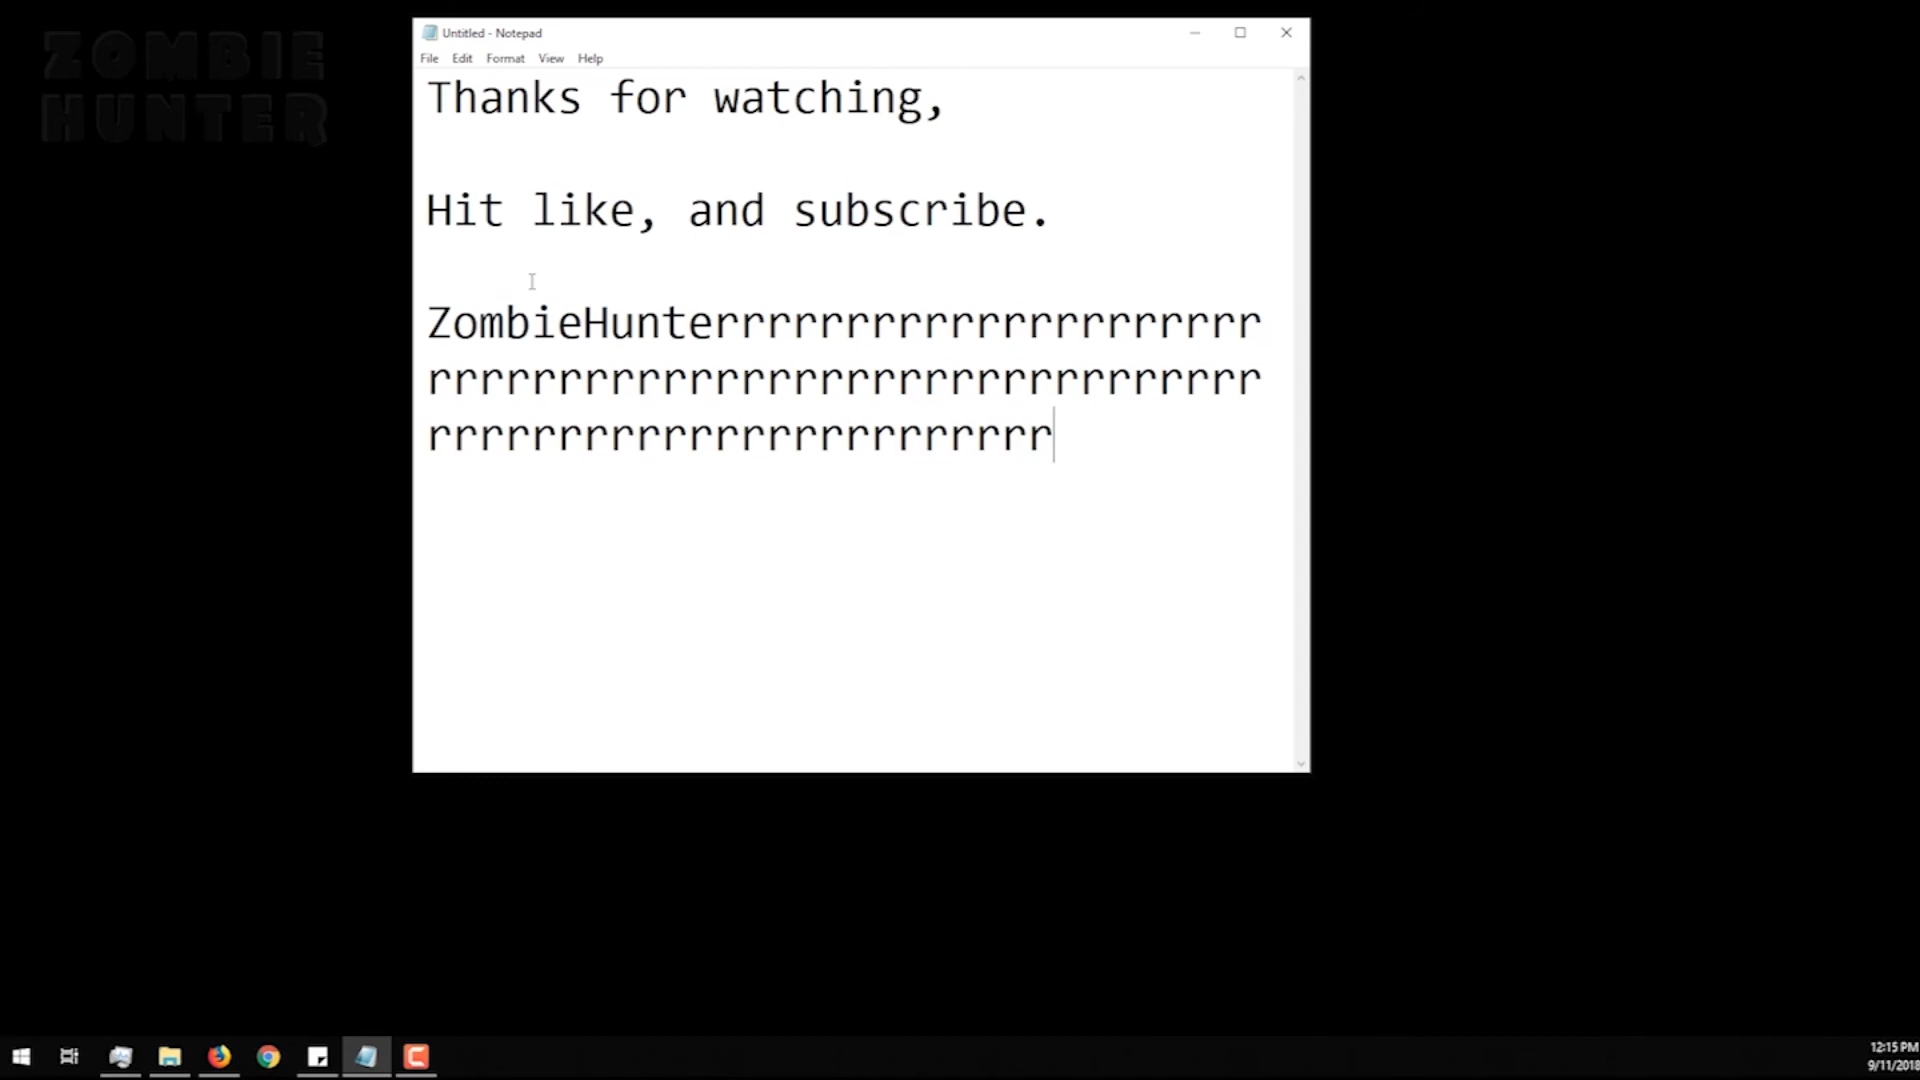 ZOMBIE
HUNTER
Untitled - Notepad
File Edit Format View Help
Thanks for watching,
Hit like, and subscribe.
ZombieHunterrrrrrrrrrrrrrrrrrrrr
rrrrrrrrrrrrrrrrrrrrrrrrrrrrrrrr
rrrrrrrrrrrrrrrrrrrrrrrr
12:15 PM
9/11/2018